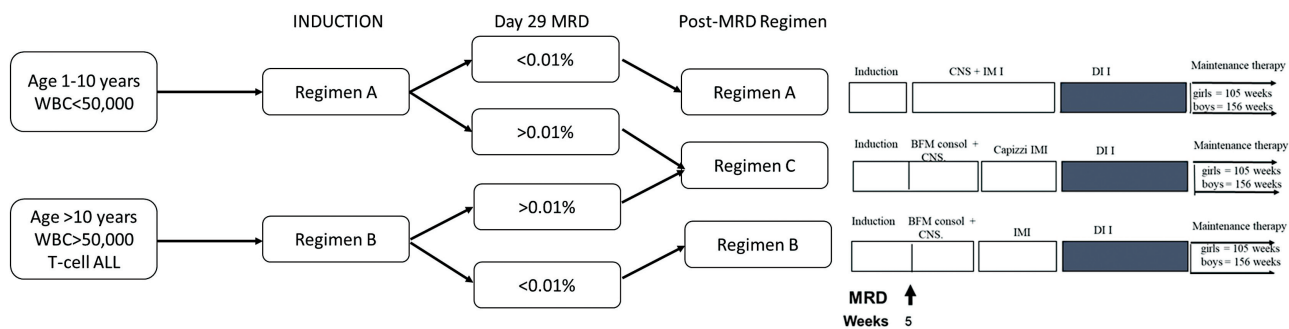 INDUCTION
Day 29 MRD
Post-MRD Regimen
Age 1-10 years
WBC<50,000
Regimen A
<0.01%
>0.01%
Regimen A
Regimen C
Age >10 years
WBC>50,000
T-cell ALL
Regimen B
>0.01%
<0.01%
Regimen B
Induction
CNS + IM I
DI I
Maintenance therapy
girls = 105 weeks
boys = 156 weeks
Induction
BFM consol +
CNS.
Capizzi IMI
DI I
Maintenance therapy
girls = 105 weeks
boys = 156 weeks
Induction
BFM consol +
CNS.
IMI
DI I
Maintenance therapy
girls = 105 weeks
boys = 156 weeks
MRD
Weeks 5